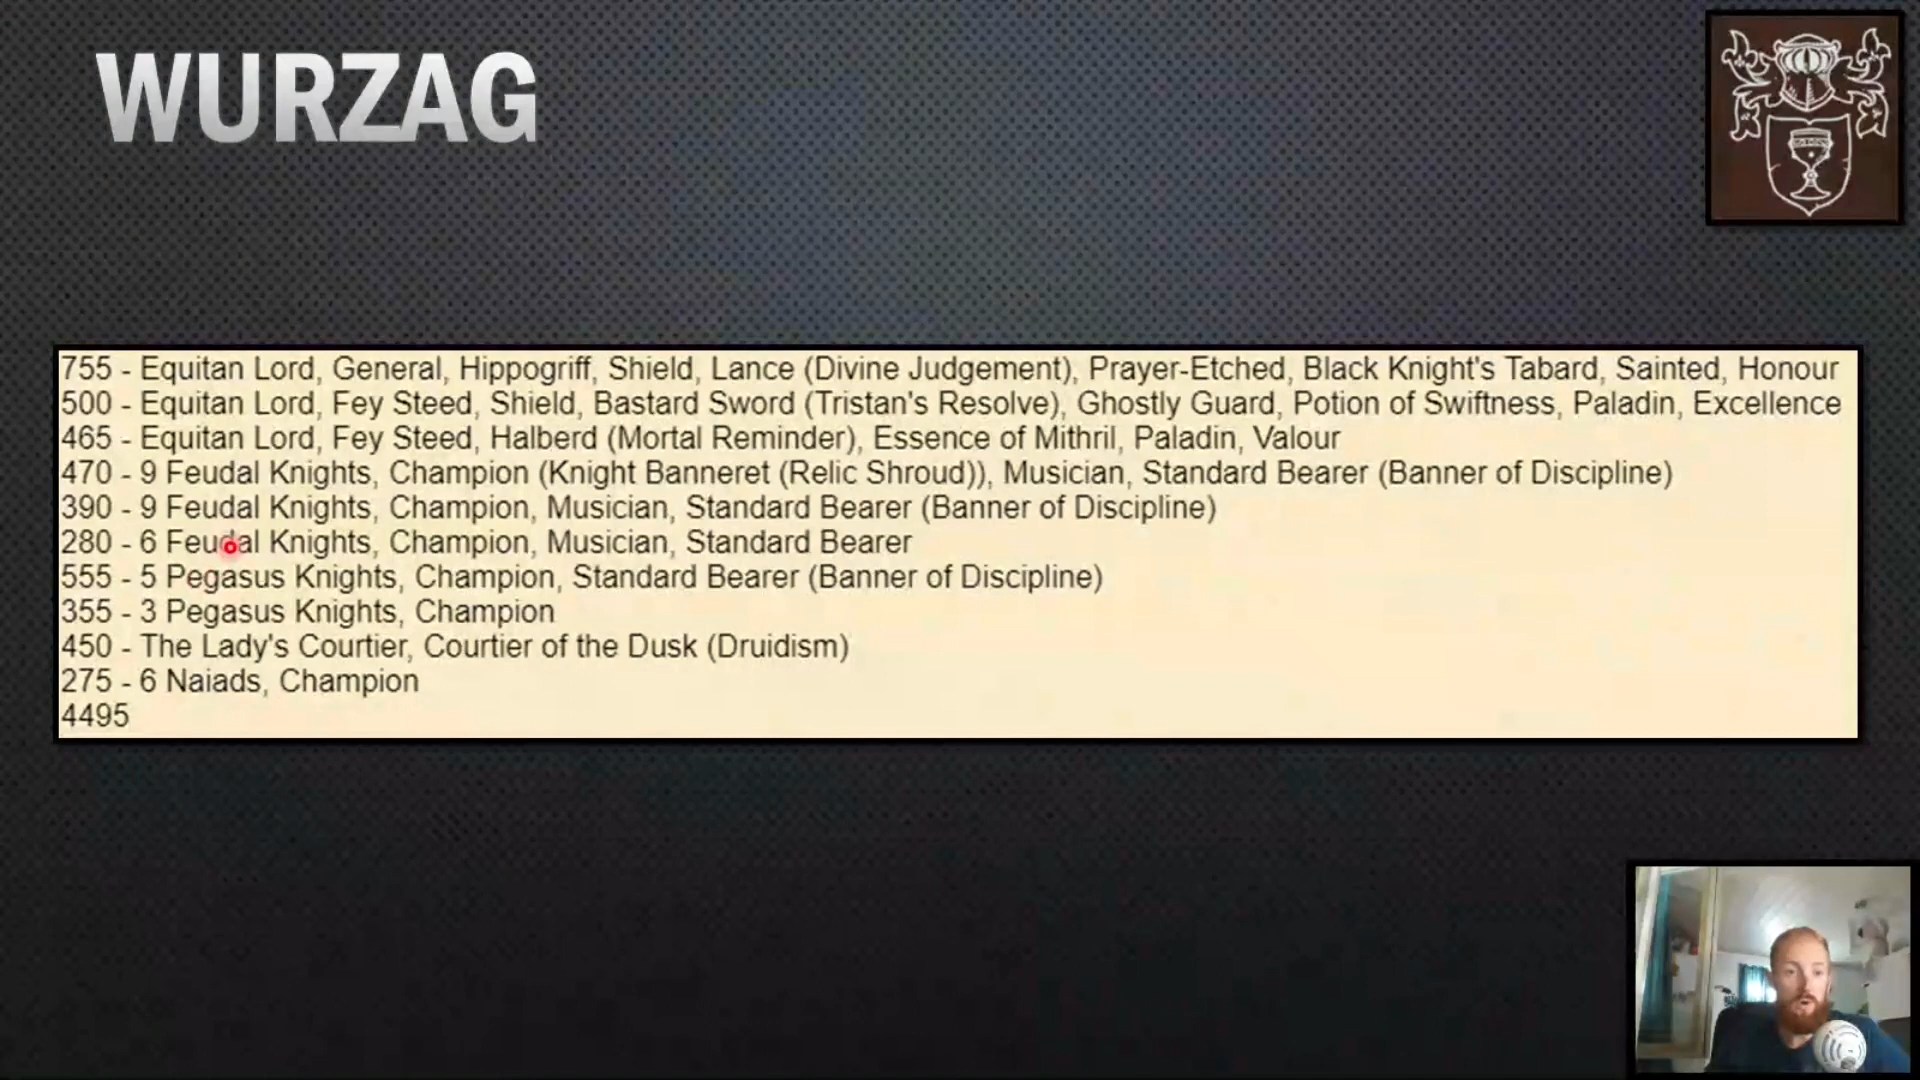 WURZAG
755 - Equitan Lord, General, Hippogriff, Shield, Lance (Divine Judgement), Prayer-Etched, Black Knight's Tabard, Sainted, Honour
500 - Equitan Lord, Fey Steed, Shield, Bastard Sword (Tristan's Resolve), Ghostly Guard, Potion of Swiftness, Paladin, Excellence
465 - Equitan Lord, Fey Steed, Halberd (Mortal Reminder), Essence of Mithril, Paladin, Valour
470 - 9 Feudal Knights, Champion (Knight Banneret (Relic Shroud)), Musician, Standard Bearer (Banner of Discipline)
390 - 9 Feudal Knights, Champion, Musician, Standard Bearer (Banner of Discipline)
280 - 6 Feudal Knights, Champion, Musician, Standard Bearer
555 - 5 Pegasus Knights, Champion, Standard Bearer (Banner of Discipline)
355 - 3 Pegasus Knights, Champion
450 - The Lady's Courtier, Courtier of the Dusk (Druidism)
275 - 6 Naiads, Champion
4495